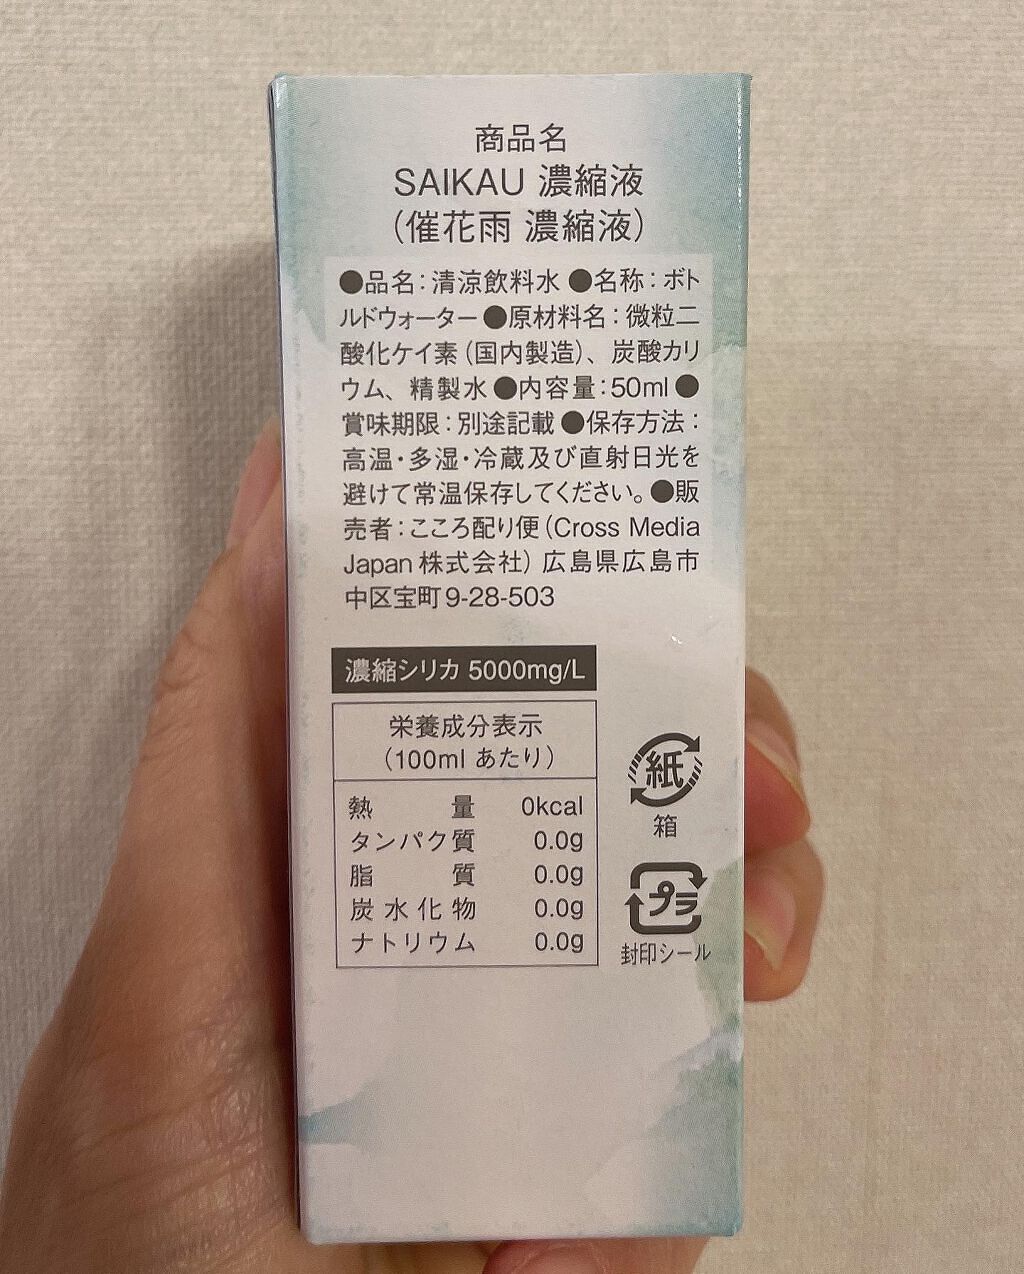 商品名
SAIKAU 濃縮液
（催花雨 濃縮液）
●品名：清涼飲料水 ●名称：ボト
ルドウォーター ●原材料名：微粒二
酸化ケイ素（国内製造）、炭酸カリ
ウム、精製水 ●内容量：50ml ●
賞味期限：別途記載 ●保存方法：
高温・多湿・冷蔵及び直射日光を
避けて常温保存してください。●販
売者：こころ配り便（Cross Media
Japan 株式会社）広島県広島市
中区宝町9-28-503
濃縮シリカ 5000mg/L
栄養成分表示
（100ml あたり）
熱量 0kcal
タンパク質 0.0g
脂質 0.0g
炭水化物 0.0g
ナトリウム 0.0g
紙
箱
プラ
封印シール